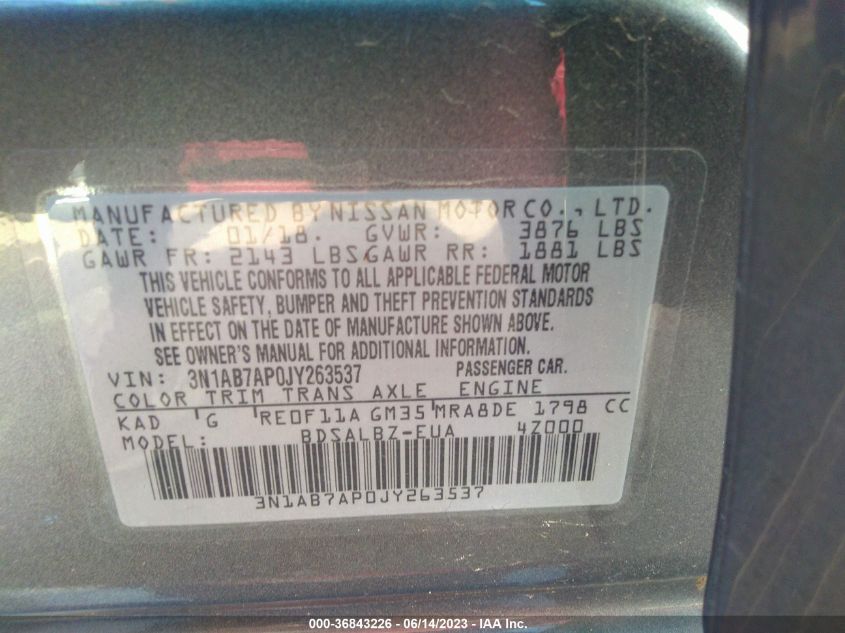 MANUFACTURED BY NISSAN MOTOR CO., LTD.
DATE: 01/18. GVWR: 3876 LBS
GAWR FR: 2143 LBS GAWR RR: 1881 LBS
THIS VEHICLE CONFORMS TO ALL APPLICABLE FEDERAL MOTOR
VEHICLE SAFETY, BUMPER AND THEFT PREVENTION STANDARDS
IN EFFECT ON THE DATE OF MANUFACTURE SHOWN ABOVE.
SEE OWNER'S MANUAL FOR ADDITIONAL INFORMATION.
VIN: 3N1AB7AP0JY263537 PASSENGER CAR.
COLOR TRIM TRANS AXLE ENGINE
KAD G RE0F11A GM35 MRA8DE 1798 CC
MODEL: BDSALBZ-EUA 4Z000
3N1AB7AP0JY263537
000-36843226 - 06/14/2023 - IAA Inc.